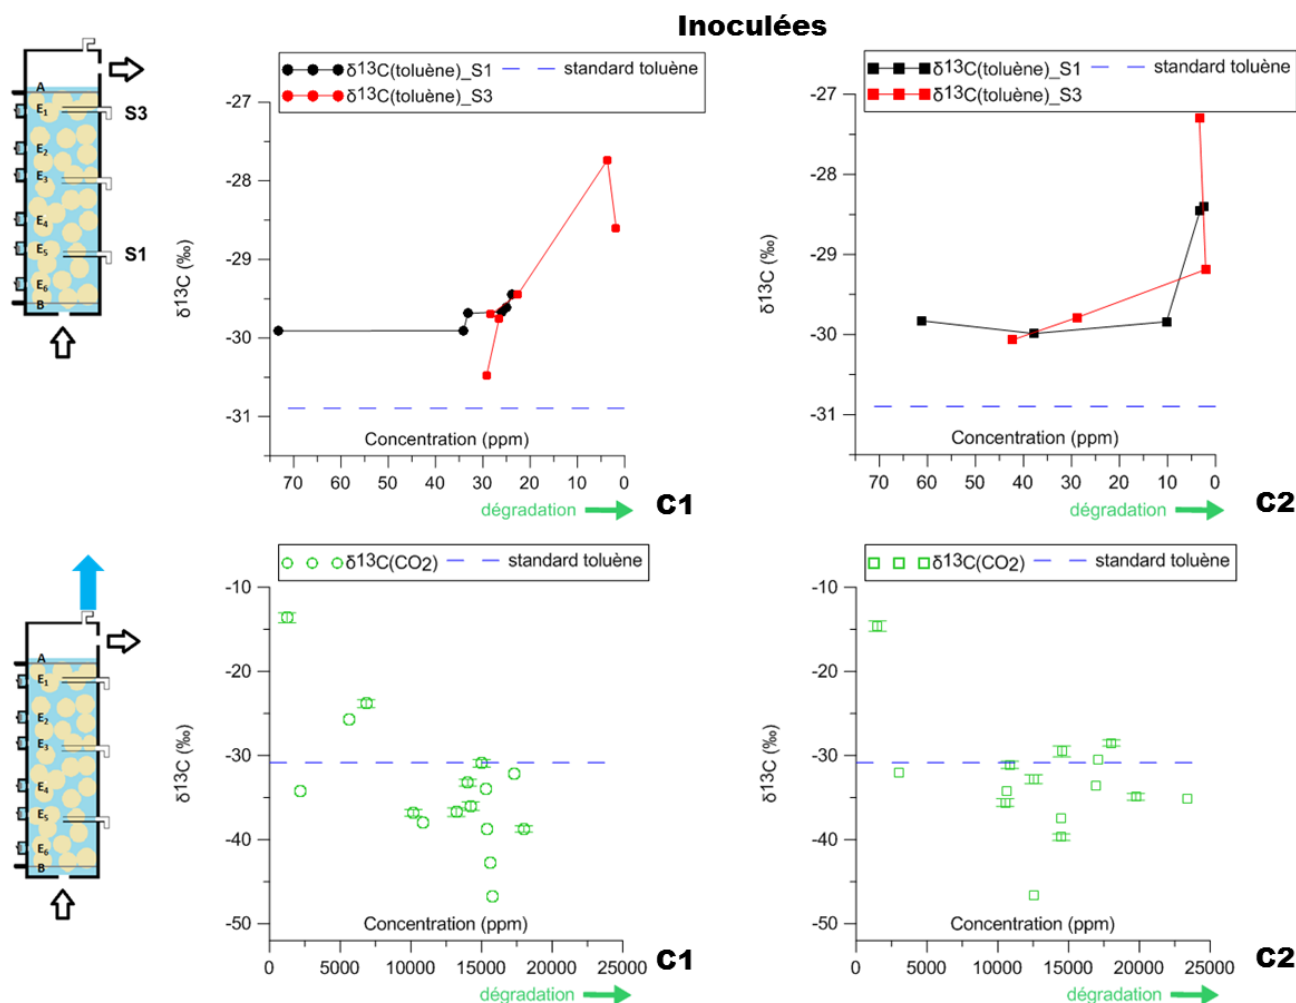 Inoculées
δ13C(toluène)_S1 standard toluène
δ13C(toluène)_S3
-27
-28
-29
-30
-31
δ13C (‰)
Concentration (ppm)
70 60 50 40 30 20 10 0
dégradation
C1
δ13C(toluène)_S1 standard toluène
δ13C(toluène)_S3
-27
-28
-29
-30
-31
δ13C (‰)
Concentration (ppm)
70 60 50 40 30 20 10 0
dégradation
C2
A
E1
S3
E2
E3
E4
E5
S1
E6
B
δ13C(CO2) standard toluène
-10
-20
-30
-40
-50
δ13C (‰)
Concentration (ppm)
0 5000 10000 15000 20000 25000
dégradation
C1
δ13C(CO2) standard toluène
-10
-20
-30
-40
-50
δ13C (‰)
Concentration (ppm)
0 5000 10000 15000 20000 25000
dégradation
C2
A
E1
E2
E3
E4
E5
E6
B